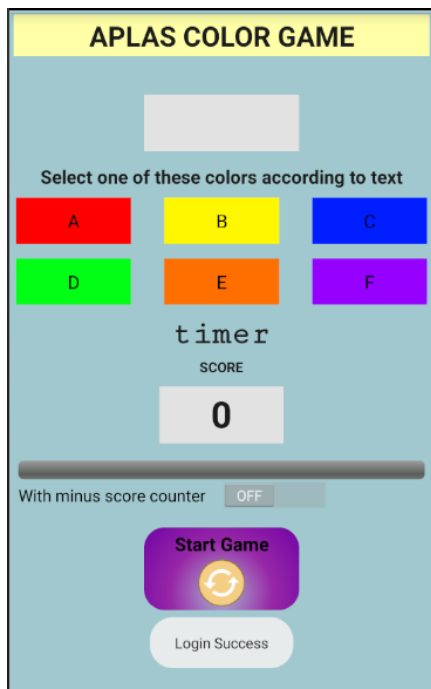 APLAS COLOR GAME
Select one of these colors according to text
A B C
D E F
timer
SCORE
0
With minus score counter OFF
Start Game
Login Success